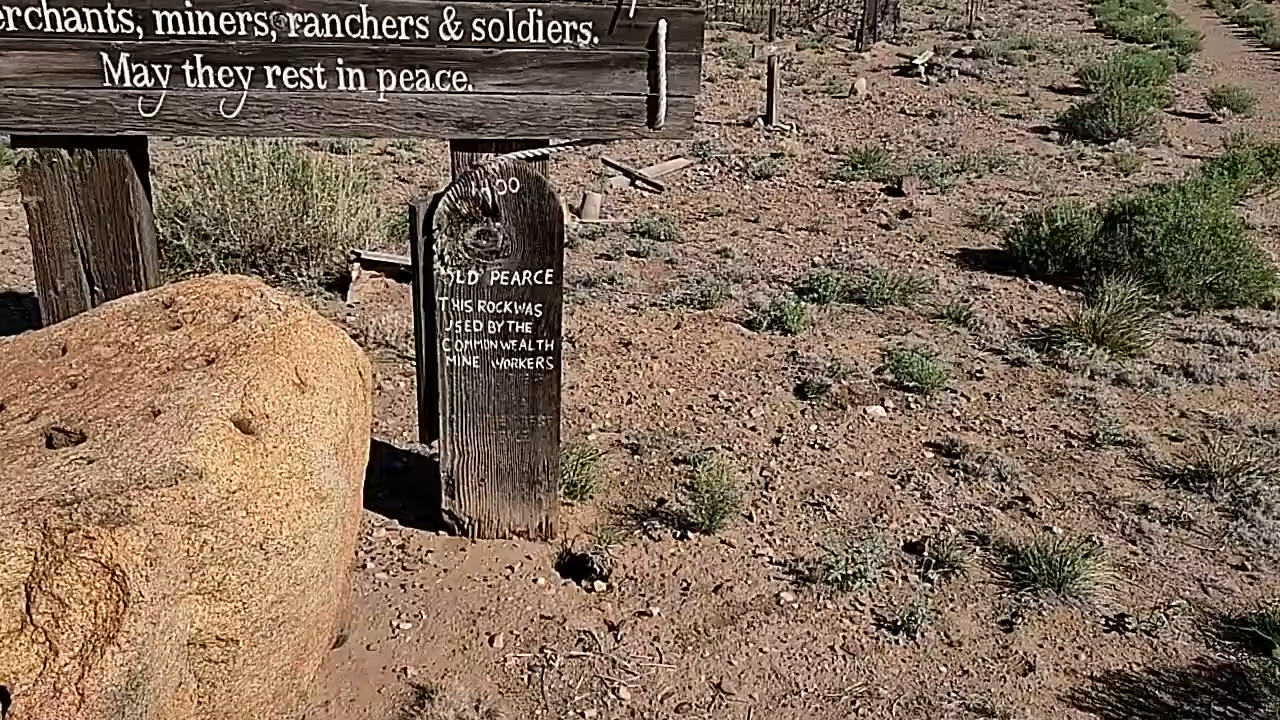 erchants, miners, ranchers & soldiers.
May they rest in peace.
OLD PEARCE
THIS ROCK WAS
USED BY THE
COMMONWEALTH
MINE WORKERS